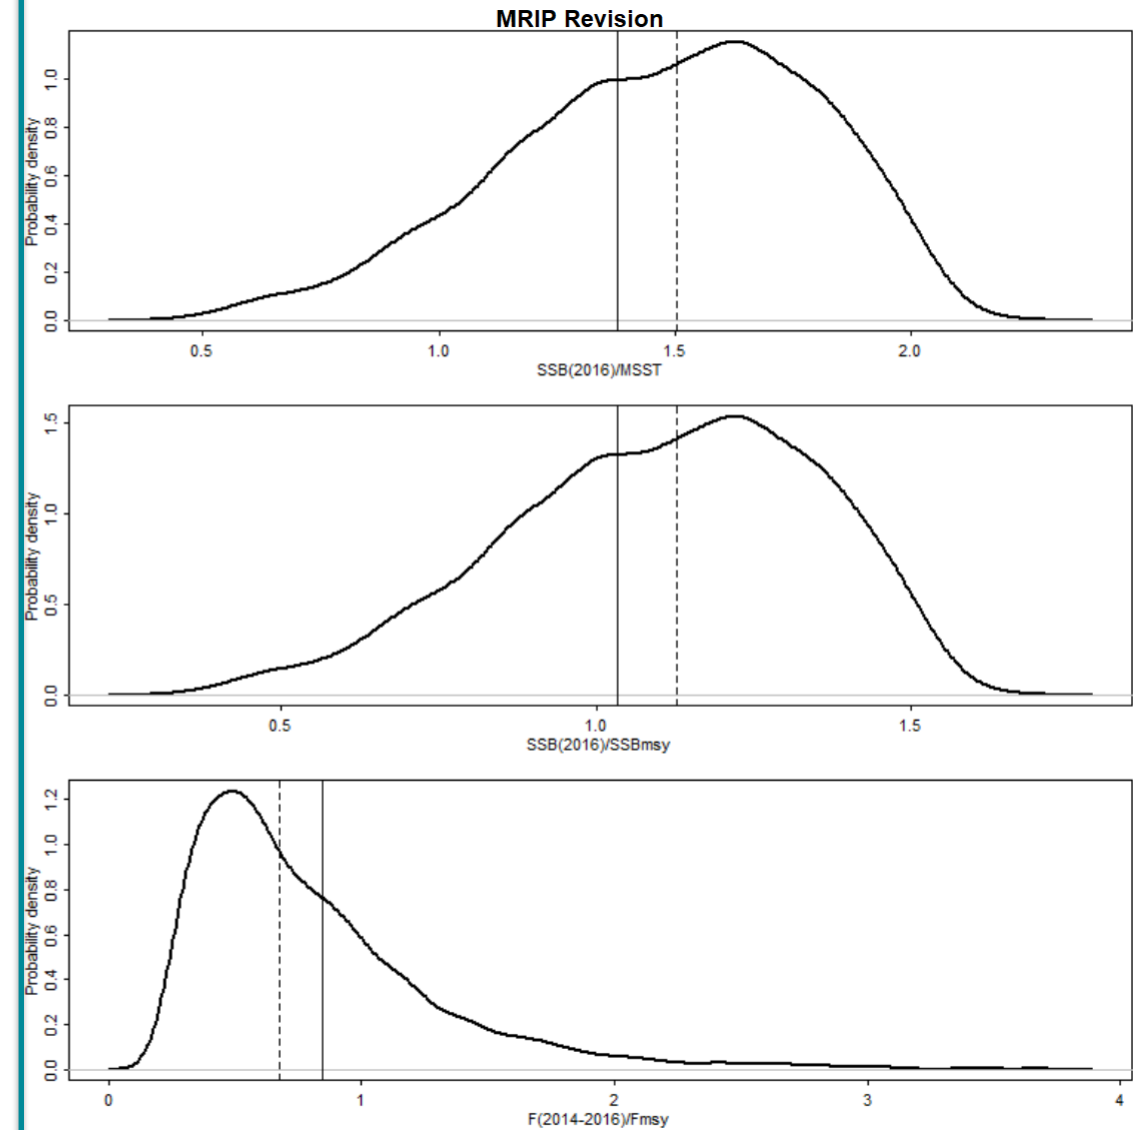 MRIP Revision
Probability density
0.0 0.2 0.4 0.6 0.8 1.0
0.5 1.0 1.5 2.0
SSB(2016)/MSST
Probability density
0.0 0.5 1.0 1.5
0.5 1.0 1.5
SSB(2016)/SSBmsy
Probability density
0.0 0.2 0.4 0.6 0.8 1.0 1.2
0 1 2 3 4
F(2014-2016)/Fmsy